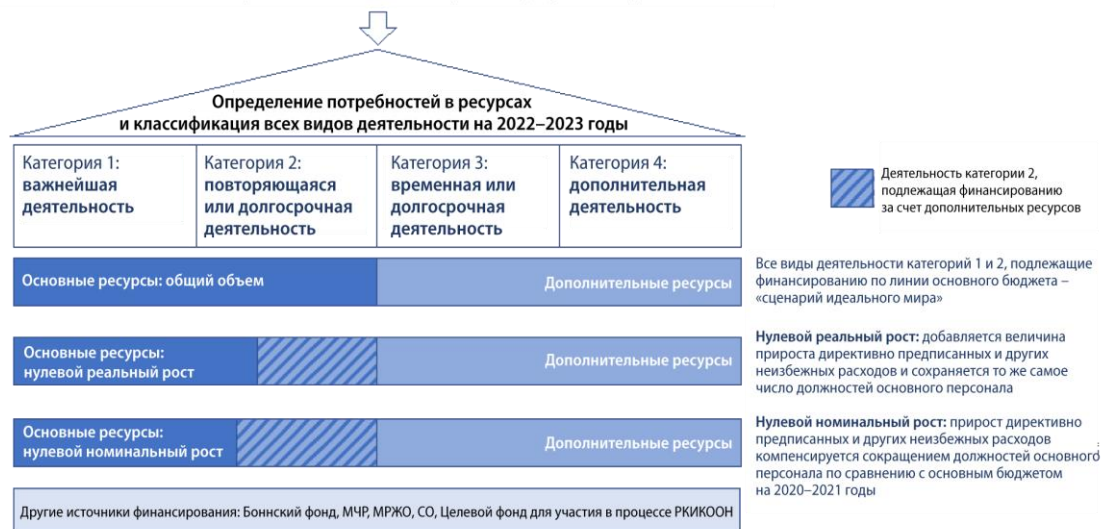 Определение потребностей в ресурсах
и классификация всех видов деятельности на 2022–2023 годы
Категория 1:
важнейшая
деятельность
Категория 2:
повторяющаяся
или долгосрочная
деятельность
Категория 3:
временная или
долгосрочная
деятельность
Категория 4:
дополнительная
деятельность
Деятельность категории 2,
подлежащая финансированию
за счет дополнительных ресурсов
Основные ресурсы: общий объем
Дополнительные ресурсы
Все виды деятельности категорий 1 и 2, подлежащие
финансированию по линии основного бюджета –
«сценарий идеального мира»
Основные ресурсы:
нулевой реальный рост
Дополнительные ресурсы
Нулевой реальный рост: добавляется величина
прироста директивно предписанных и других
неизбежных расходов и сохраняется то же самое
число должностей основного персонала
Основные ресурсы:
нулевой номинальный рост
Дополнительные ресурсы
Нулевой номинальный рост: прирост директивно
предписанных и других неизбежных расходов
компенсируется сокращением должностей основного
персонала по сравнению с основным бюджетом
на 2020–2021 годы
Другие источники финансирования: Боннский фонд, МЧР, МРЖО, СО, Целевой фонд для участия в процессе РКИКООН